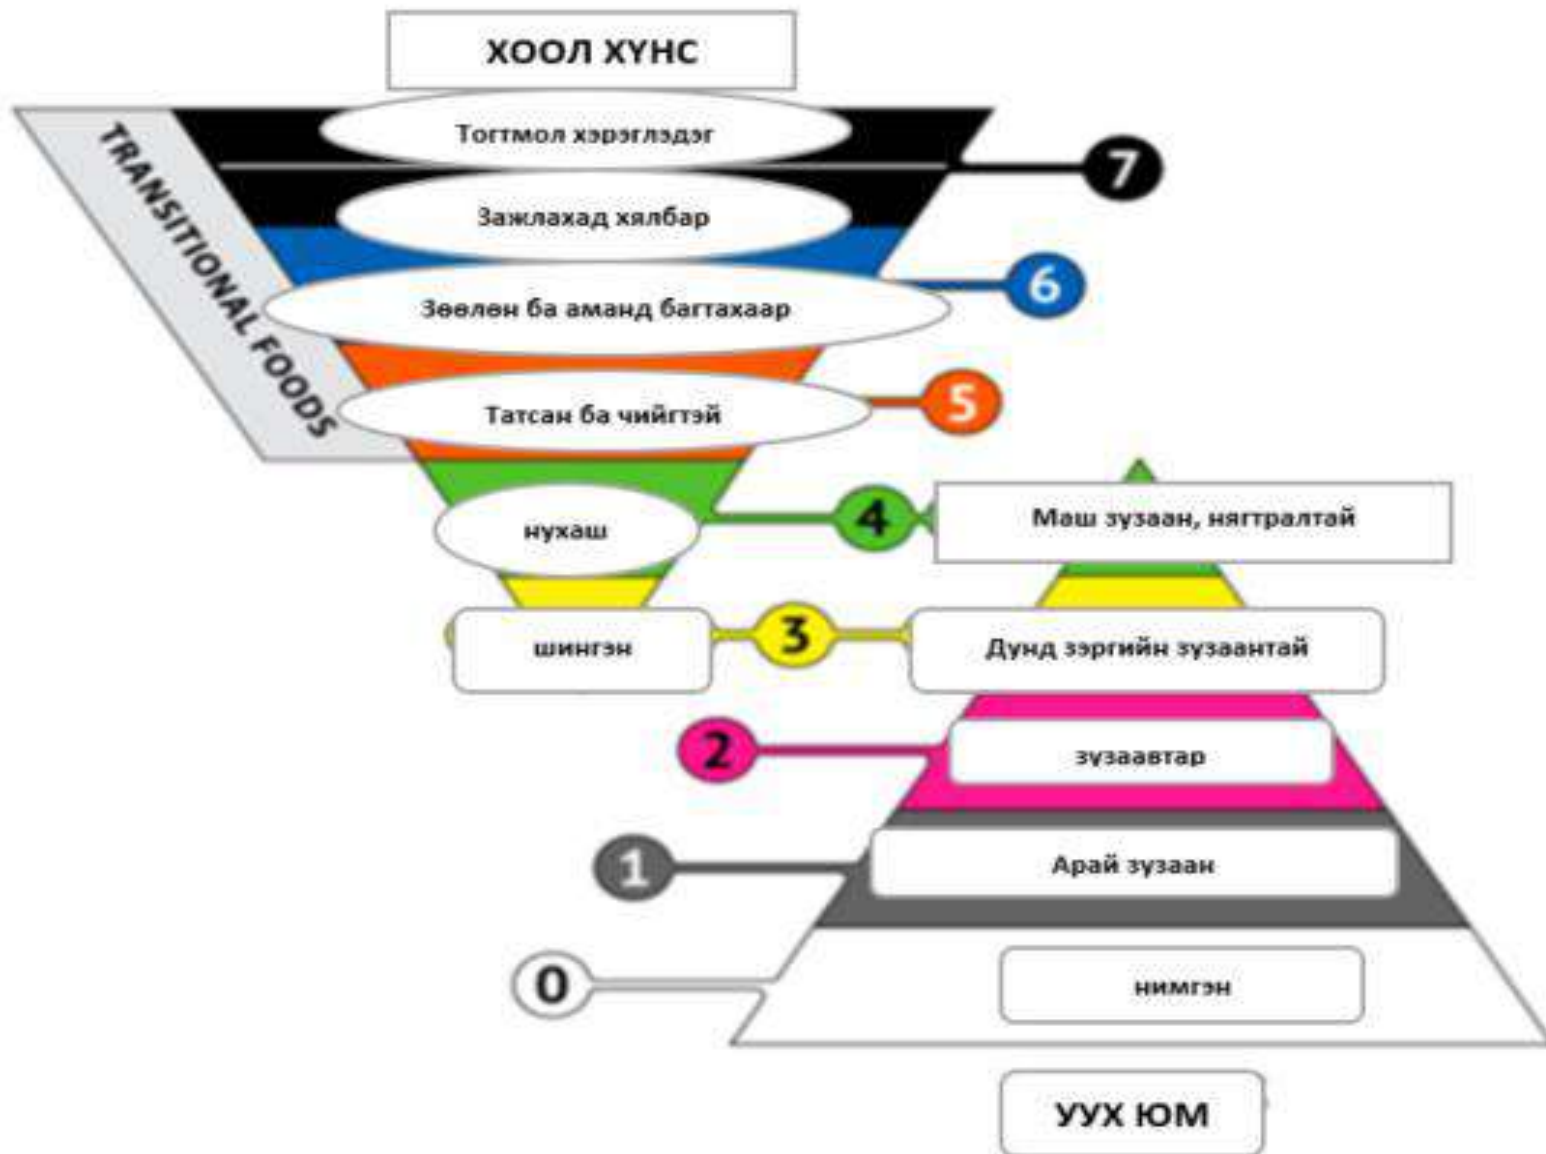 ХООЛ ХҮНС
TRANSITIONAL FOODS
Тогтмол хэрэглэдэг
7
Зажлахад хялбар
6
Зөөлөн ба аманд багтахаар
5
Татсан ба чийгтэй
нухаш
4
Маш зузаан, нягтралтай
шингэн
3
Дунд зэргийн зузаантай
2
зузаавтар
1
Арай зузаан
0
нимгэн
УУХ ЮМ